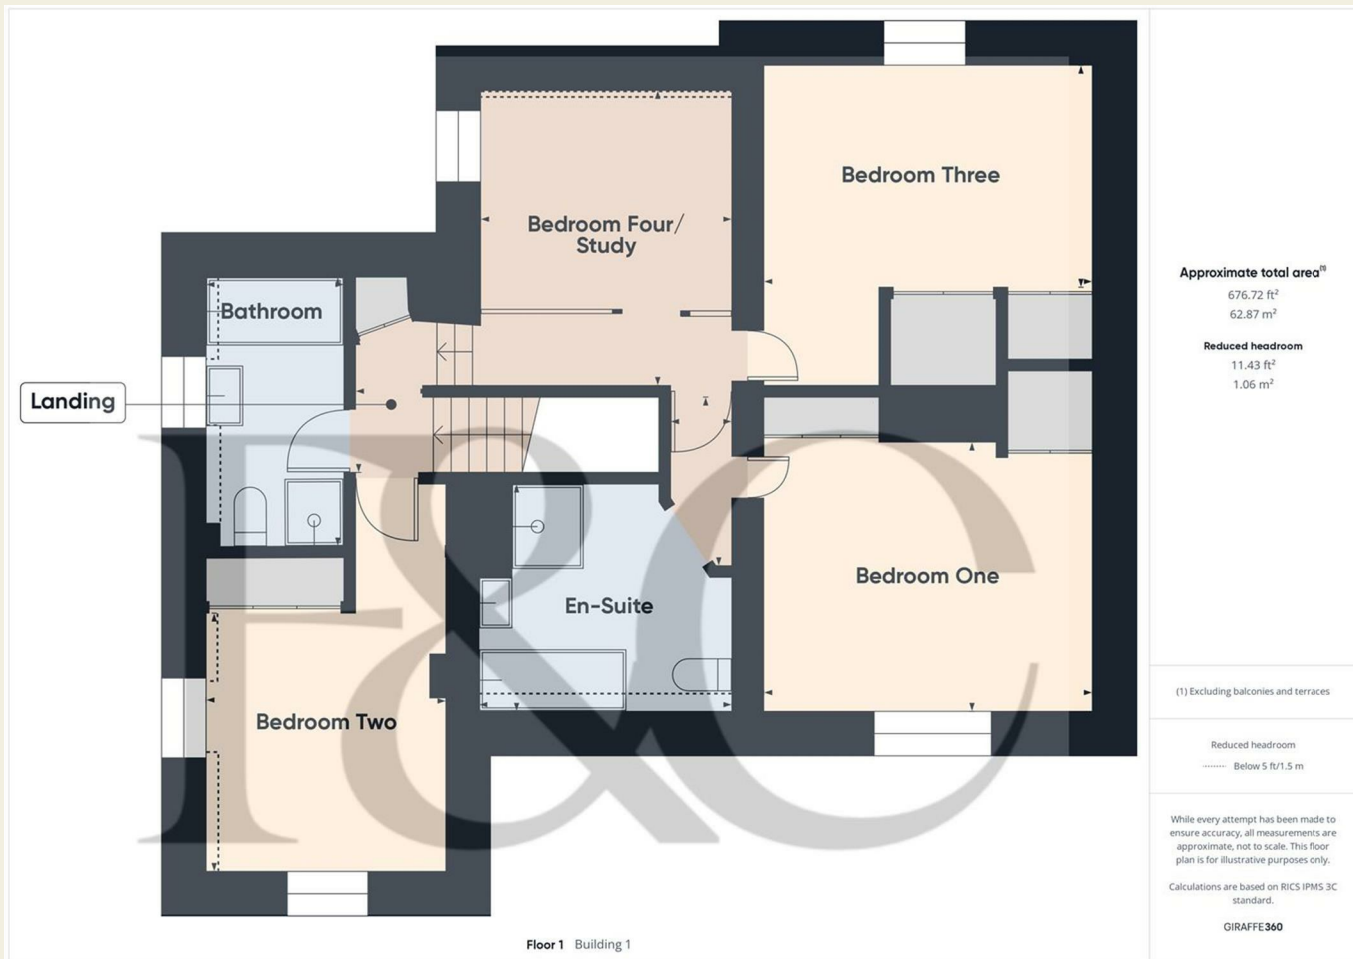 Bedroom Three
Bedroom Four/
Study
Bathroom
Landing
Bedroom One
En-Suite
Bedroom Two
F&C
Floor 1 Building 1
Approximate total area(1)
676.72 ft²
62.87 m²
Reduced headroom
11.43 ft²
1.06 m²
(1) Excluding balconies and terraces
Reduced headroom
Below 5 ft/1.5 m
While every attempt has been made to
ensure accuracy, all measurements are
approximate, not to scale. This floor
plan is for illustrative purposes only.
Calculations are based on RICS IPMS 3C
standard.
GIRAFFE360